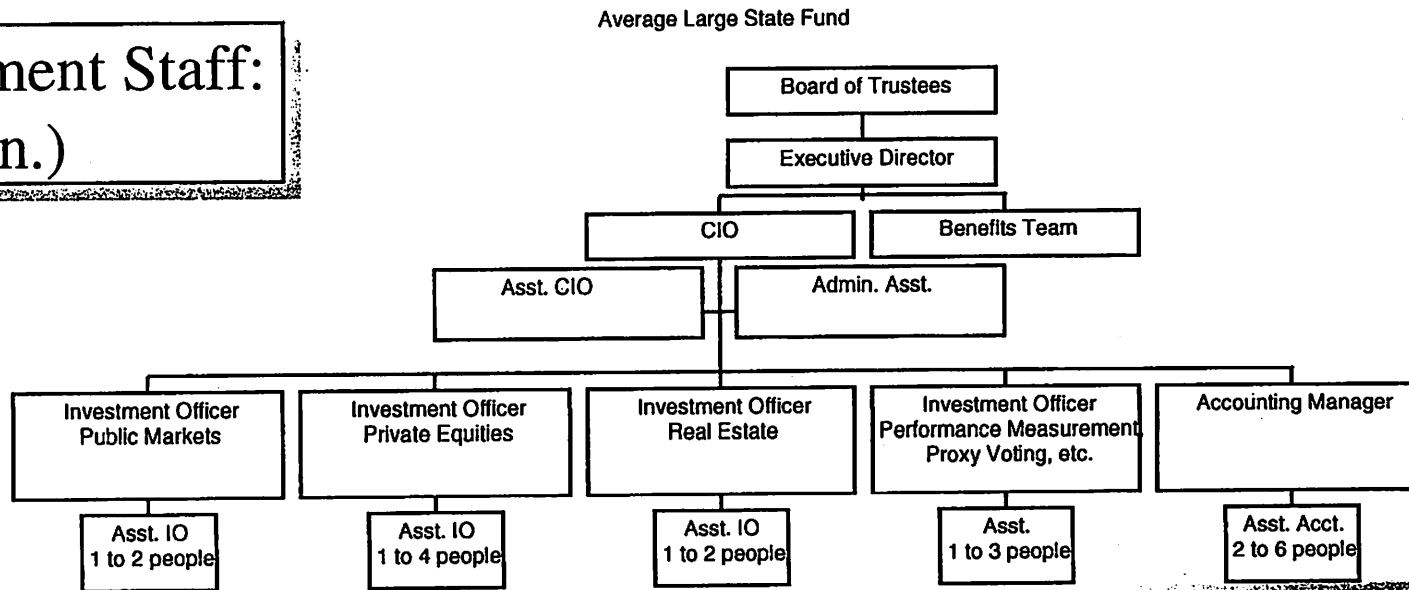 Average Large State Fund
ment Staff:
n.)
Board of Trustees
Executive Director
CIO
Benefits Team
Asst. CIO
Admin. Asst.
Investment Officer
Public Markets
Investment Officer
Private Equities
Investment Officer
Real Estate
Investment Officer
Performance Measurement,
Proxy Voting, etc.
Accounting Manager
Asst. IO
1 to 2 people
Asst. IO
1 to 4 people
Asst. IO
1 to 2 people
Asst.
1 to 3 people
Asst. Acct.
2 to 6 people